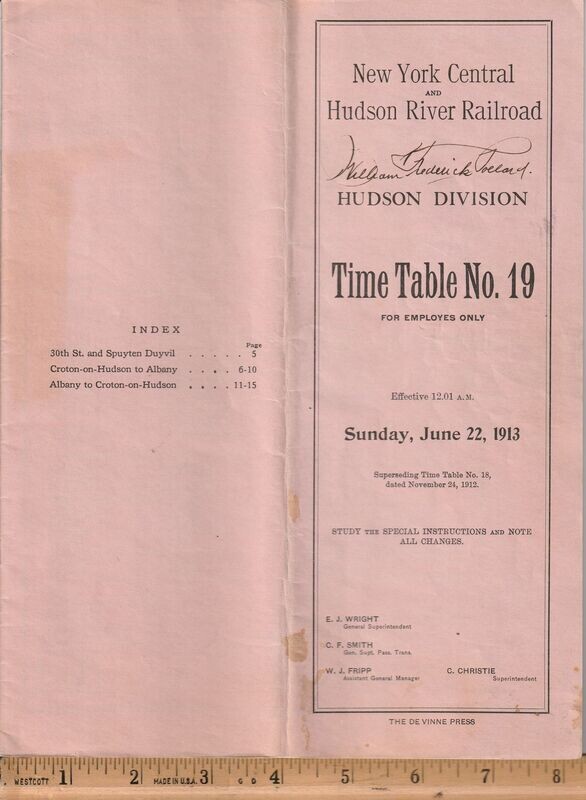 INDEX
Page
30th St. and Spuyten Duyvil . . . . . 5
Croton-on-Hudson to Albany . . . . 6-10
Albany to Croton-on-Hudson . . . . 11-15
New York Central
AND
Hudson River Railroad
William Frederick
HUDSON DIVISION
Time Table No. 19
FOR EMPLOYES ONLY
Effective 12.01 A.M.
Sunday, June 22, 1913
Superseding Time Table No. 18,
dated November 24, 1912.
STUDY THE SPECIAL INSTRUCTIONS AND NOTE
ALL CHANGES.
E. J. WRIGHT
General Superintendent
C. F. SMITH
Gen. Supt. Pass. Trans.
W. J. FRIPP
Assistant General Manager
C. CHRISTIE
Superintendent
THE DE VINNE PRESS
WESTCOTT 1 2 MADE IN U.S.A. 3 4 5 6 7 8